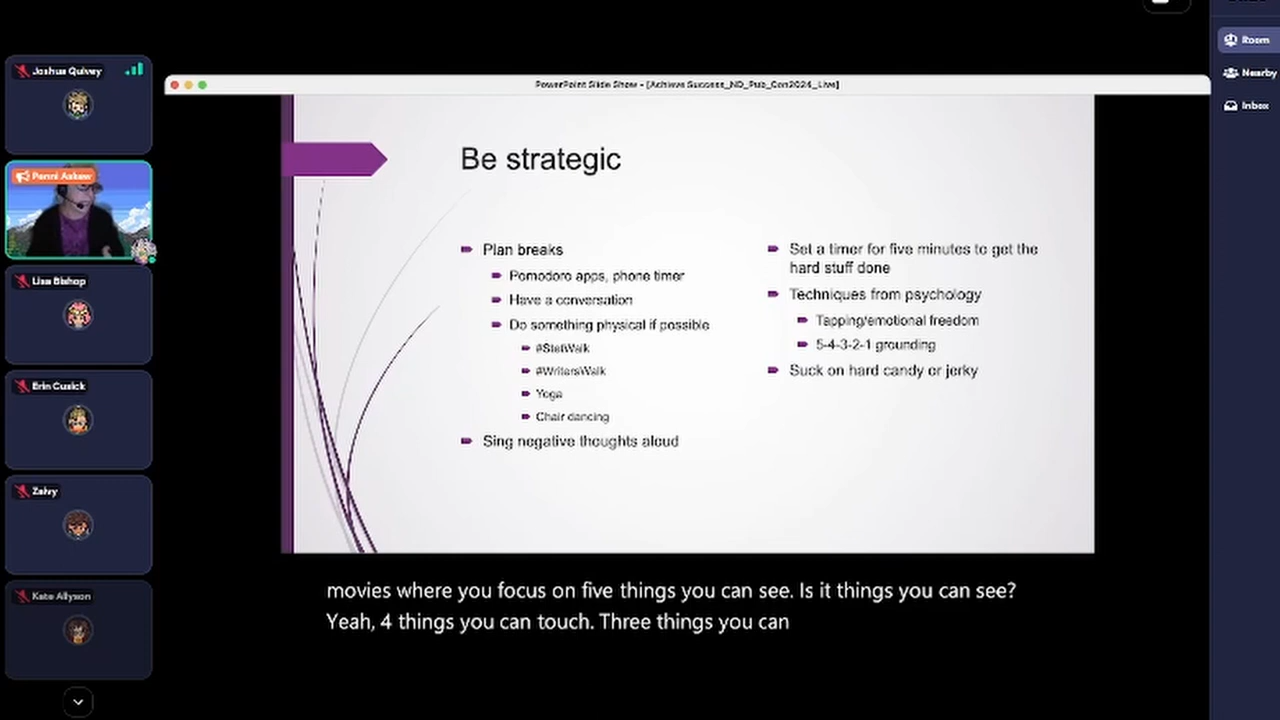 Room
Nearby
Inbox
Joshua Quivey
Penni Askew
Lisa Bishop
Erin Cusick
Zelvy
Kate Allyson
PowerPoint Slide Show - [Achieve Success_ND_Pub_Con2024_Live]
Be strategic
Plan breaks
Pomodoro apps, phone timer
Have a conversation
Do something physical if possible
#StetWalk
#WritersWalk
Yoga
Chair dancing
Sing negative thoughts aloud
Set a timer for five minutes to get the
hard stuff done
Techniques from psychology
Tapping/emotional freedom
5-4-3-2-1 grounding
Suck on hard candy or jerky
movies where you focus on five things you can see. Is it things you can see?
Yeah, 4 things you can touch. Three things you can